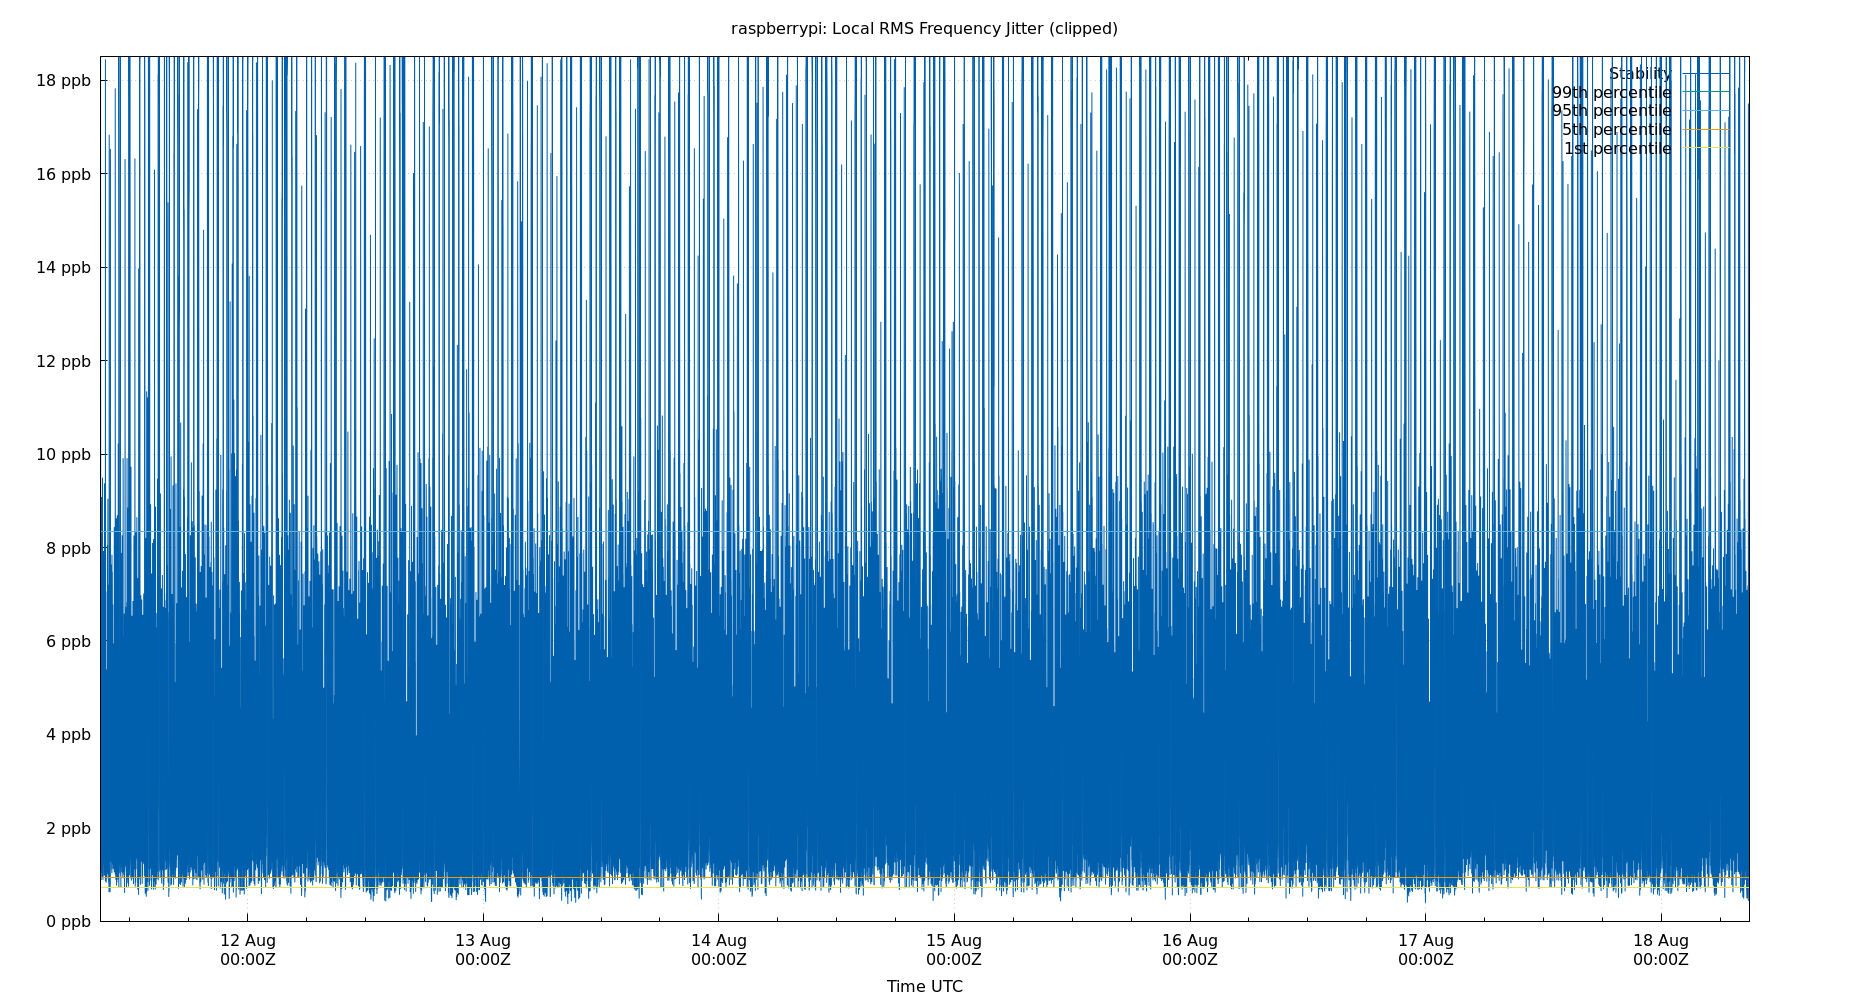 raspberrypi: Local RMS Frequency Jitter (clipped)
18 ppb
16 ppb
14 ppb
12 ppb
10 ppb
8 ppb
6 ppb
4 ppb
2 ppb
0 ppb
Stability
99th percentile
95th percentile
5th percentile
1st percentile
12 Aug
00:00Z
13 Aug
00:00Z
14 Aug
00:00Z
15 Aug
00:00Z
16 Aug
00:00Z
17 Aug
00:00Z
18 Aug
00:00Z
Time UTC